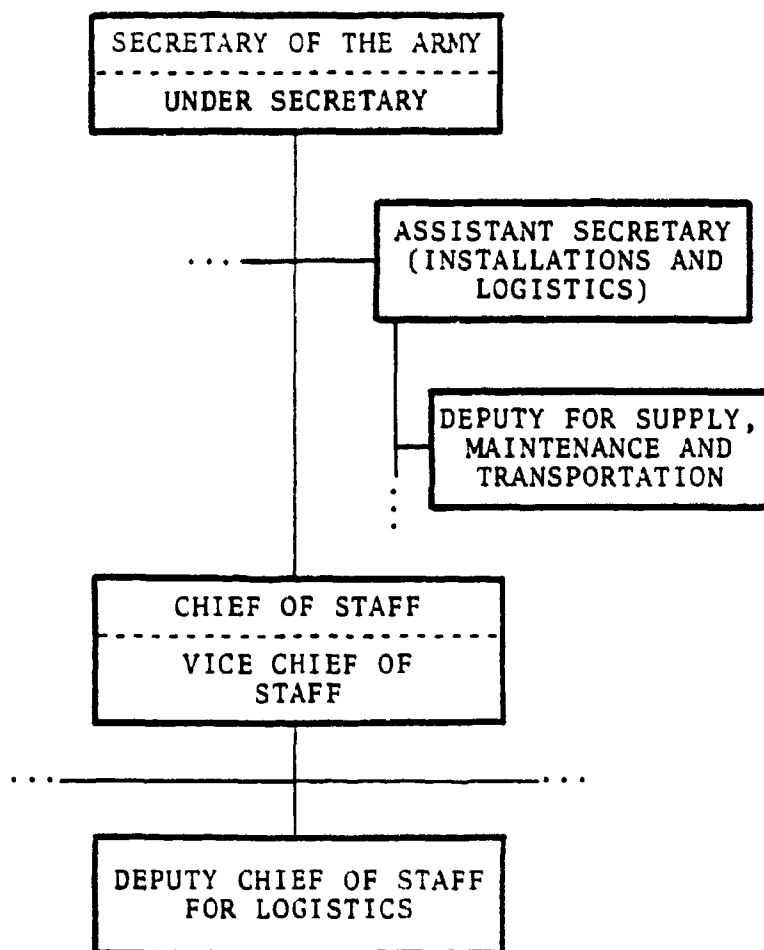 SECRETARY OF THE ARMY
UNDER SECRETARY
ASSISTANT SECRETARY
(INSTALLATIONS AND
LOGISTICS)
DEPUTY FOR SUPPLY,
MAINTENANCE AND
TRANSPORTATION
CHIEF OF STAFF
VICE CHIEF OF
STAFF
DEPUTY CHIEF OF STAFF
FOR LOGISTICS